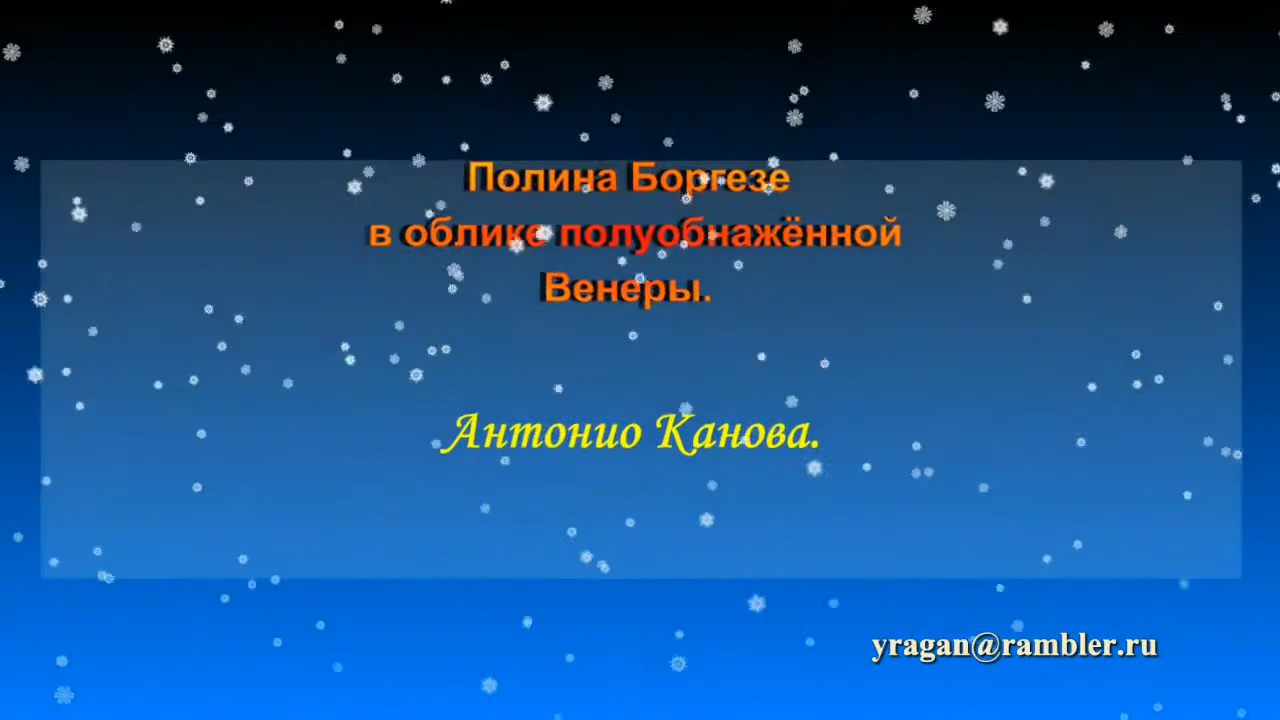 Полина Боргезе
в облике полуобнажённой
Венеры.
Антонио Канова.
yragan@rambler.ru